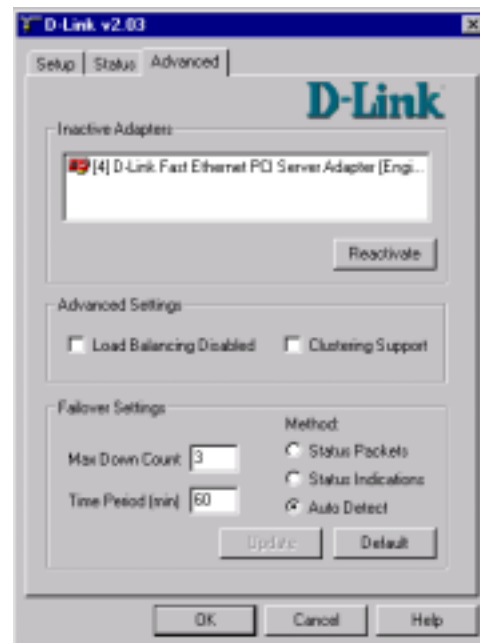 D-Link v2.03
Setup Status Advanced
D-Link
Inactive Adapters
[4] D-Link Fast Ethernet PCI Server Adapter [Engi...
Reactivate
Advanced Settings
Load Balancing Disabled Clustering Support
Failover Settings
Method:
Max Down Count 3 Status Packets
Status Indications
Time Period (min) 60 Auto Detect
Update Default
OK Cancel Help